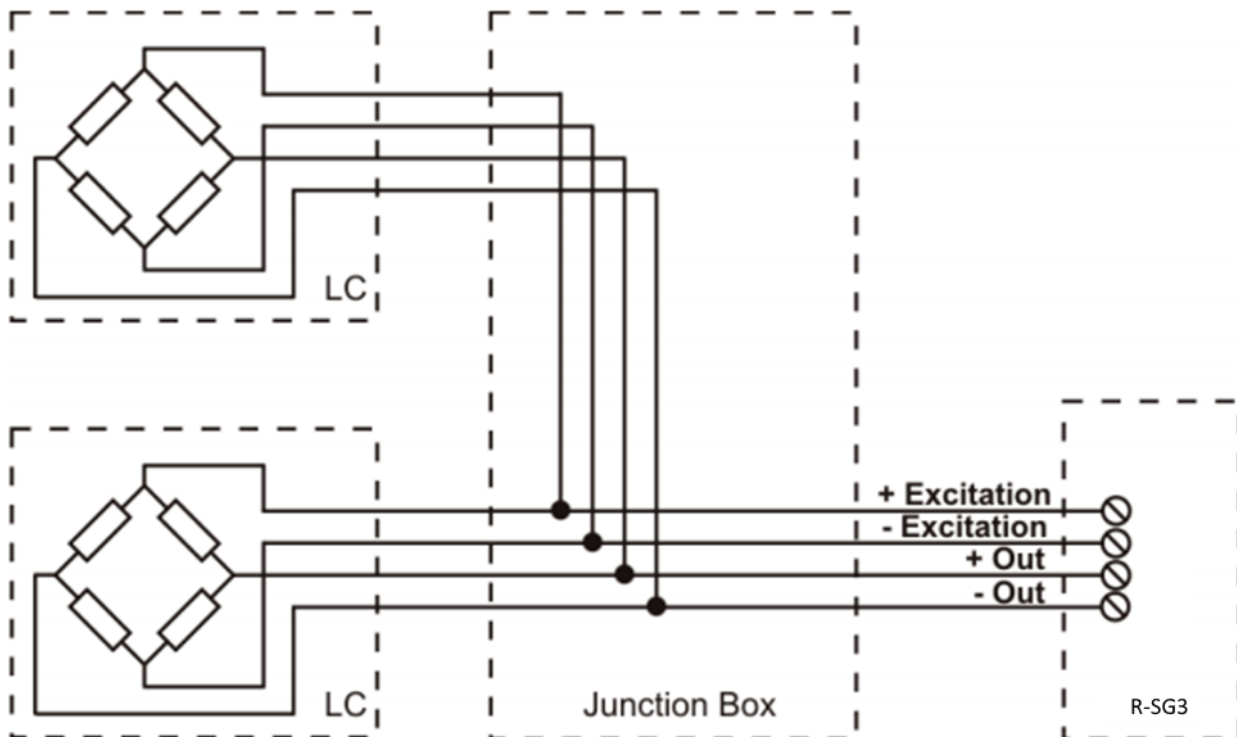 LC
+ Excitation
- Excitation
+ Out
- Out
LC
Junction Box
R-SG3